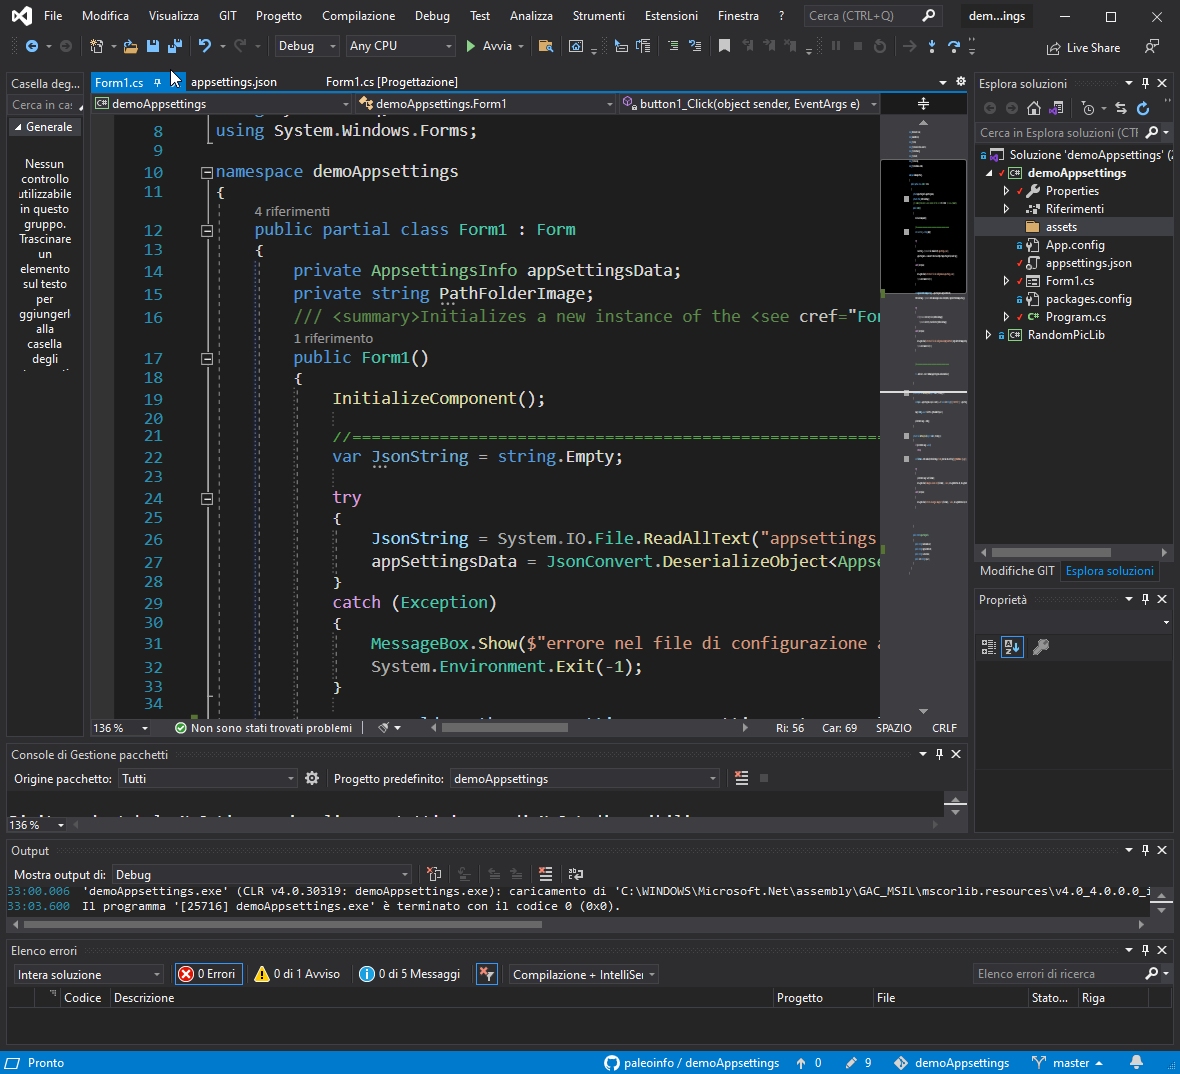 File Modifica Visualizza GIT Progetto Compilazione Debug Test Analizza Strumenti Estensioni Finestra ? Cerca (CTRL+Q) dem...ings
Debug Any CPU Avvia Live Share
Casella deg...
Cerca in cas
Generale
Nessun
controllo
utilizzabile
in questo
gruppo.
Trascinare
un
elemento
sul testo
per
ggiungerl
alla
casella
degli
Form1.cs appsettings.json Form1.cs [Progettazione]
demoAppsettings demoAppsettings.Form1 button1_Click(object sender, EventArgs e)
8 using System.Windows.Forms;
9
10 namespace demoAppsettings
11 {
4 riferimenti
12 public partial class Form1 : Form
13 {
14 private AppsettingsInfo appSettingsData;
15 private string PathFolderImage;
16 /// <summary>Initializes a new instance of the <see cref="For
1 riferimento
17 public Form1()
18 {
19 InitializeComponent();
20
21 //======================================================
22 var JsonString = string.Empty;
23
24 try
25 {
26 JsonString = System.IO.File.ReadAllText("appsettings
27 appSettingsData = JsonConvert.DeserializeObject<Appse
28 }
29 catch (Exception)
30 {
31 MessageBox.Show($"errore nel file di configurazione a
32 System.Environment.Exit(-1);
33 }
34
136 % Non sono stati trovati problemi Ri: 56 Car: 69 SPAZIO CRLF
Esplora soluzioni
Cerca in Esplora soluzioni (CTF
Soluzione 'demoAppsettings' (2
demoAppsettings
Properties
Riferimenti
assets
App.config
appsettings.json
Form1.cs
packages.config
Program.cs
RandomPicLib
Modifiche GIT Esplora soluzioni
Proprietà
Console di Gestione pacchetti
Origine pacchetto: Tutti Progetto predefinito: demoAppsettings
136 %
Output
Mostra output di: Debug
33:00.006 'demoAppsettings.exe' (CLR v4.0.30319: demoAppsettings.exe): caricamento di 'C:\WINDOWS\Microsoft.Net\assembly\GAC_MSIL\mscorlib.resources\v4.0_4.0.0.0_i
33:03.600 Il programma '[25716] demoAppsettings.exe' è terminato con il codice 0 (0x0).
Elenco errori
Intera soluzione 0 Errori 0 di 1 Avviso 0 di 5 Messaggi Compilazione + IntelliSe Elenco errori di ricerca
Codice Descrizione Progetto File Stato... Riga
Pronto paleoinfo / demoAppsettings 0 9 demoAppsettings master